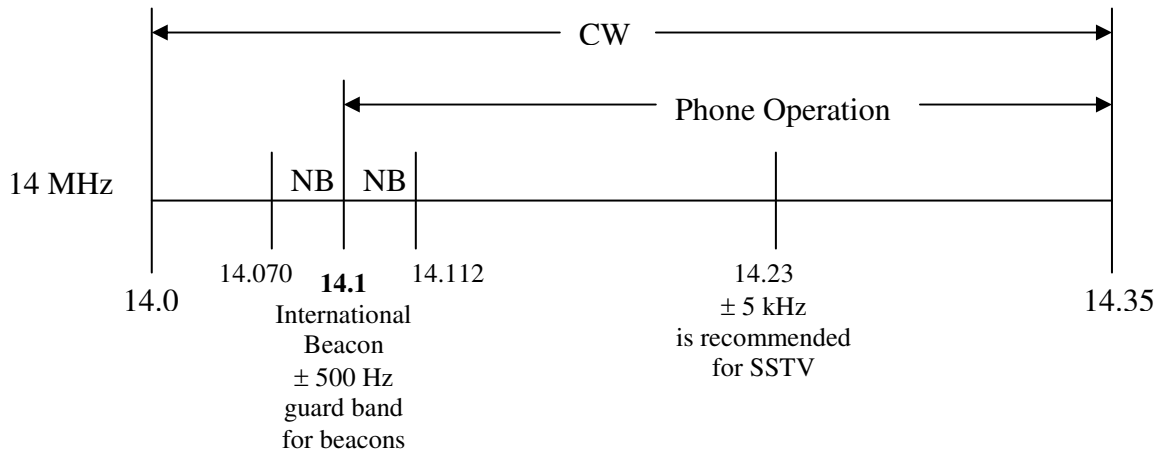 CW
Phone Operation
14 MHz
NB
NB
14.070
14.1
14.112
14.23
14.0
14.35
International
Beacon
± 500 Hz
guard band
for beacons
± 5 kHz
is recommended
for SSTV